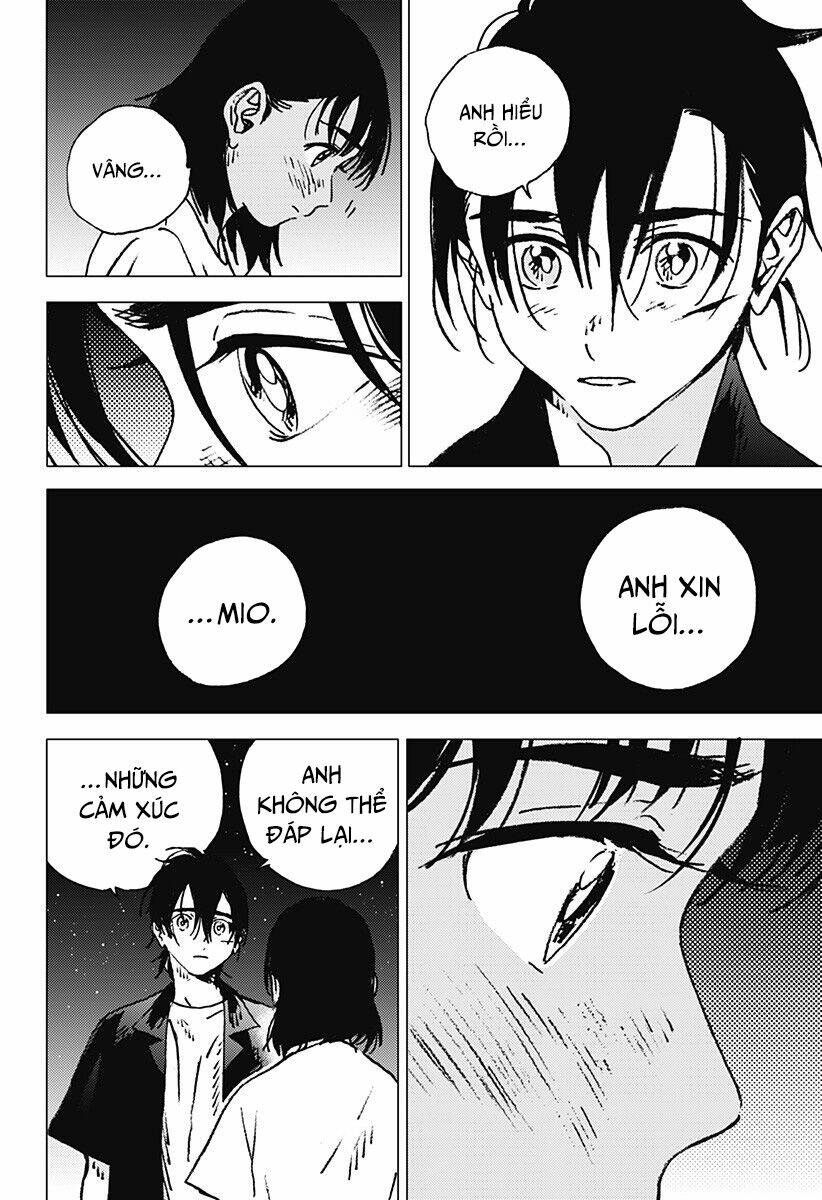 ANH HIỂU
RỒI...
VÂNG...
ANH XIN
LỖI...
...MIO.
ANH
KHÔNG THỂ
ĐÁP LẠI...
...NHỮNG
CẢM XÚC
ĐÓ.